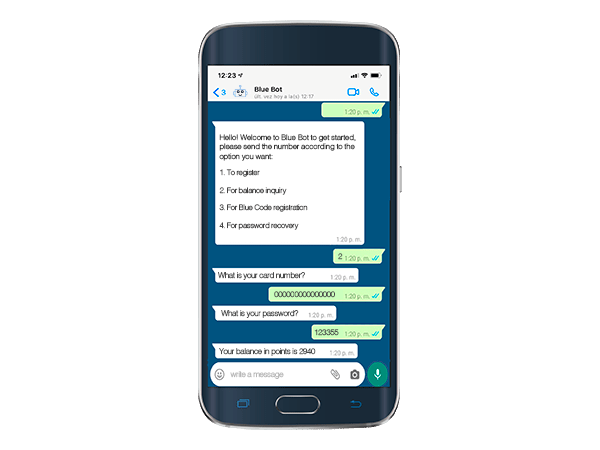 12:23
3
Blue Bot
últ. vez hoy a la(s) 12:17
1:20 p. m.
Hello! Welcome to Blue Bot to get started,
please send the number according to the
option you want:
1. To register
2. For balance inquiry
3. For Blue Code registration
4. For password recovery
1:20 p. m.
2 1:20 p. m.
What is your card number? 1:20 p. m.
000000000000000 1:20 p. m.
What is your password? 1:20 p. m.
123355 1:20 p. m.
Your balance in points is 2940 1:20 p. m.
write a message